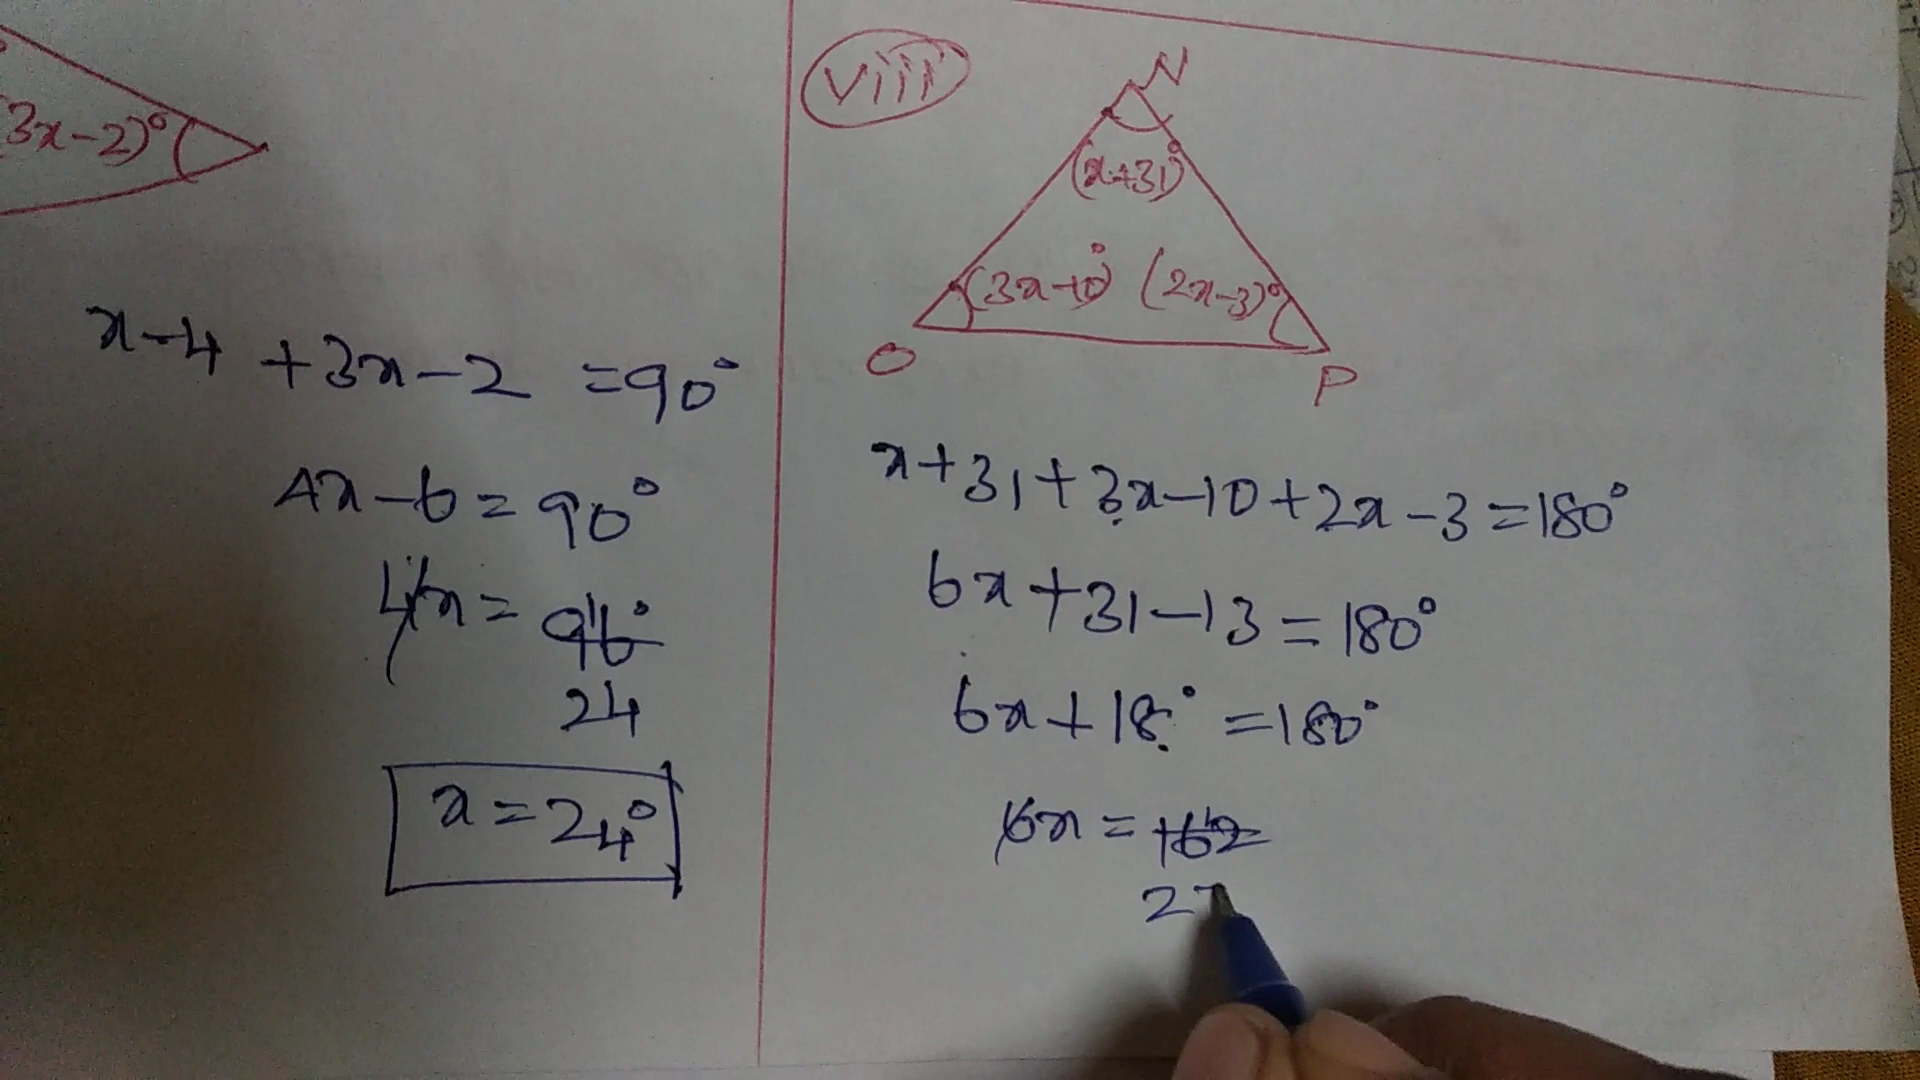 3x-2)°
x-4 +3x-2 =90°
4x-6=90°
4x= 96°
24
x=24°
viii
N
(x+31)°
(3x-10)° (2x-3)°
O
P
x+31+3x-10+2x-3=180°
6x+31-13=180°
6x+18°=180°
6x=162
27